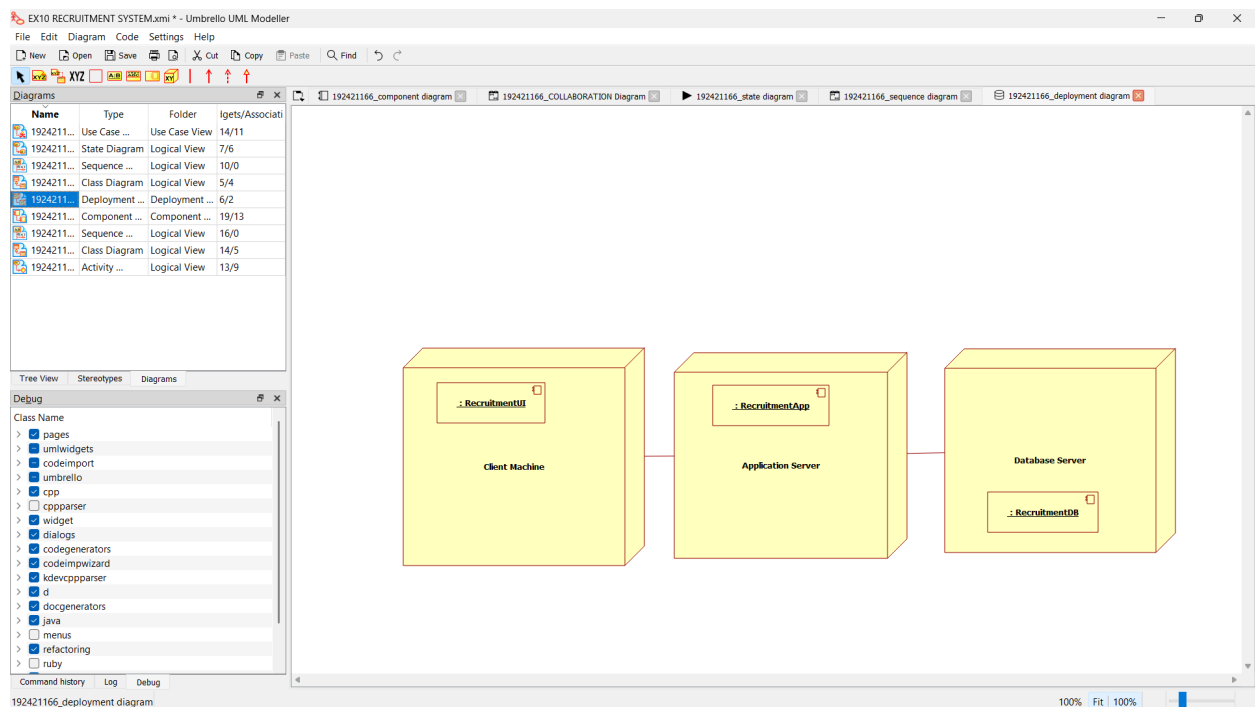 EX10 RECRUITMENT SYSTEM.xmi * - Umbrello UML Modeller
File Edit Diagram Code Settings Help
New Open Save Cut Copy Paste Find
XYZ XYZ XYZ A:B XY
Diagrams
192421166_component diagram 192421166_COLLABORATION Diagram 192421166_state diagram 192421166_sequence diagram 192421166_deployment diagram
Name Type Folder lgets/Associati
1924211... Use Case ... Use Case View 14/11
1924211... State Diagram Logical View 7/6
1924211... Sequence ... Logical View 10/0
1924211... Class Diagram Logical View 5/4
1924211... Deployment ... Deployment ... 6/2
1924211... Component ... Component ... 19/13
1924211... Sequence ... Logical View 16/0
1924211... Class Diagram Logical View 14/5
1924211... Activity ... Logical View 13/9
Tree View Stereotypes Diagrams
Debug
Class Name
pages
umlwidgets
codeimport
umbrello
cpp
cppparser
widget
dialogs
codegenerators
codeimpwizard
kdevcppparser
d
docgenerators
java
menus
refactoring
ruby
Command history Log Debug
: RecruitmentUI
Client Machine
: RecruitmentApp
Application Server
Database Server
: RecruitmentDB
192421166_deployment diagram
100% Fit 100%